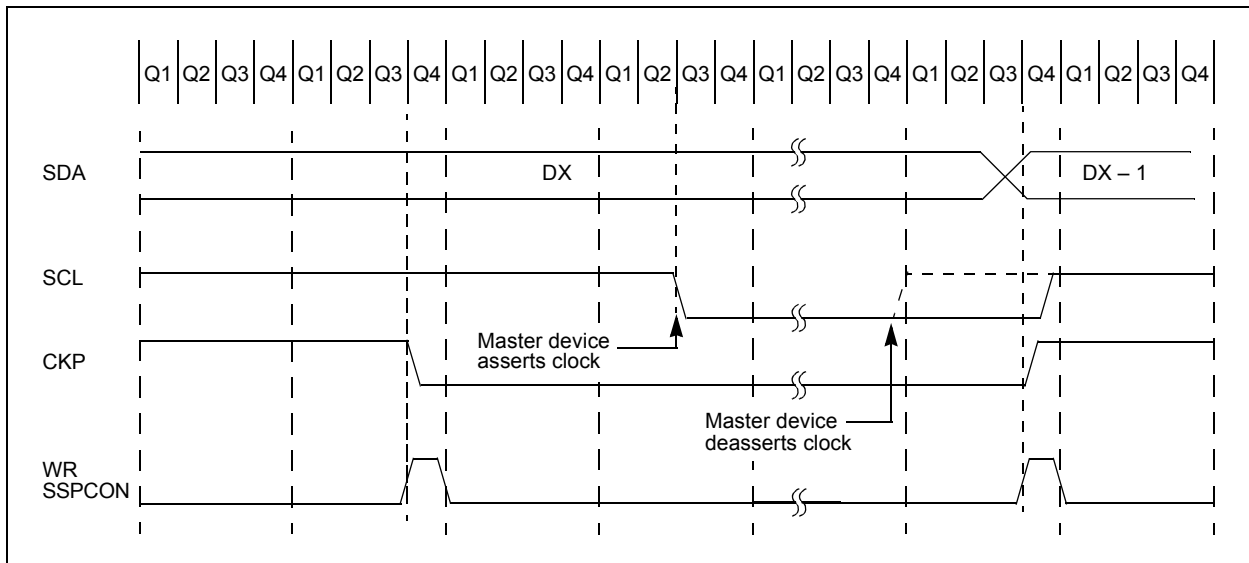 Q1 Q2 Q3 Q4 Q1 Q2 Q3 Q4 Q1 Q2 Q3 Q4 Q1 Q2 Q3 Q4 Q1 Q2 Q3 Q4 Q1 Q2 Q3 Q4 Q1 Q2 Q3 Q4
SDA
DX
DX – 1
SCL
Master device
asserts clock
CKP
Master device
deasserts clock
WR
SSPCON